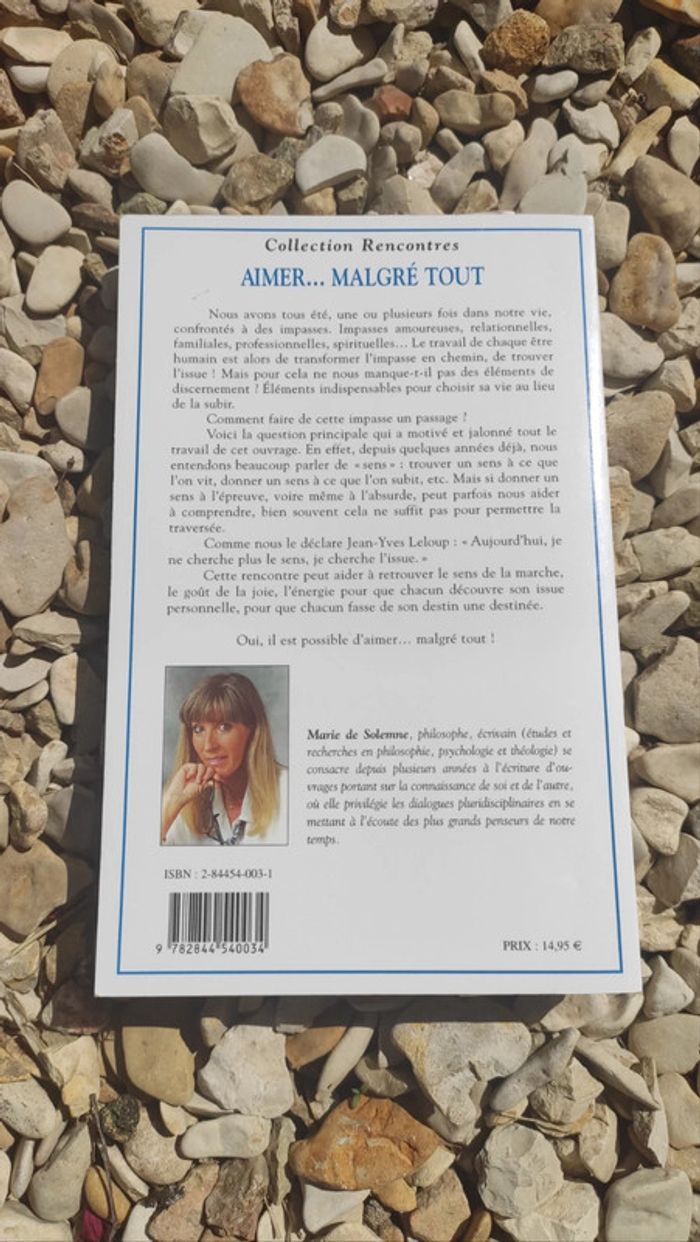 Collection Rencontres
AIMER... MALGRÉ TOUT
Nous avons tous été, une ou plusieurs fois dans notre vie,
confrontés à des impasses. Impasses amoureuses, relationnelles,
familiales, professionnelles, spirituelles... Le travail de chaque être
humain est alors de transformer l'impasse en chemin, de trouver
l'issue ! Mais pour cela ne nous manque-t-il pas des éléments de
discernement ? Éléments indispensables pour choisir sa vie au lieu
de la subir.
Comment faire de cette impasse un passage ?
Voici la question principale qui a motivé et jalonné tout le
travail de cet ouvrage. En effet, depuis quelques années déjà, nous
entendons beaucoup parler de « sens » : trouver un sens à ce que
l'on vit, donner un sens à ce que l'on subit, etc. Mais si donner un
sens à l'épreuve, voire même à l'absurde, peut parfois nous aider
à comprendre, bien souvent cela ne suffit pas pour permettre la
traversée.
Comme nous le déclare Jean-Yves Leloup : « Aujourd'hui, je
ne cherche plus le sens, je cherche l'issue. »
Cette rencontre peut aider à retrouver le sens de la marche,
le goût de la joie, l'énergie pour que chacun découvre son issue
personnelle, pour que chacun fasse de son destin une destinée.
Oui, il est possible d'aimer... malgré tout !
Marie de Solemne, philosophe, écrivain (études et
recherches en philosophie, psychologie et théologie) se
consacre depuis plusieurs années à l'écriture d'ou-
vrages portant sur la connaissance de soi et de l'autre,
où elle privilégie les dialogues pluridisciplinaires en se
mettant à l'écoute des plus grands penseurs de notre
temps.
ISBN : 2-84454-003-1
9 782844 540034
PRIX : 14,95 €